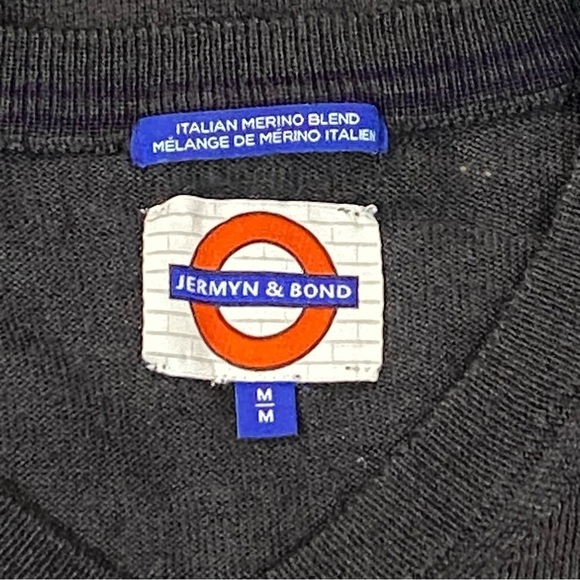 ITALIAN MERINO BLEND
MÉLANGE DE MÉRINO ITALIEN
JERMYN & BOND
M
M